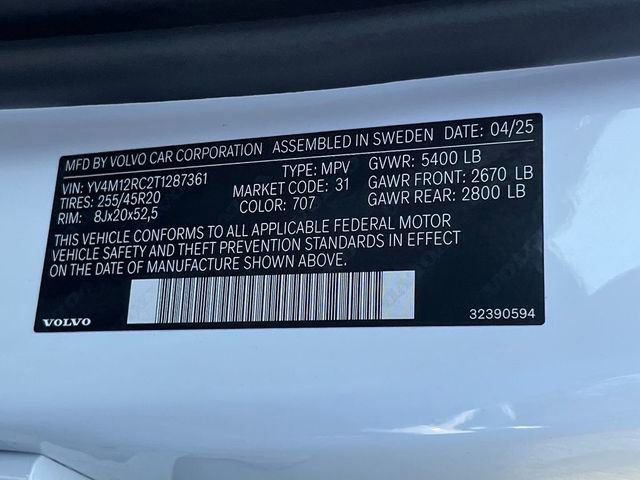 MFD BY VOLVO CAR CORPORATION ASSEMBLED IN SWEDEN DATE: 04/25
VIN: YV4M12RC2T1287361 TYPE: MPV GVWR: 5400 LB
TIRES: 255/45R20 MARKET CODE: 31 GAWR FRONT: 2670 LB
RIM: 8Jx20x52,5 COLOR: 707 GAWR REAR: 2800 LB
THIS VEHICLE CONFORMS TO ALL APPLICABLE FEDERAL MOTOR
VEHICLE SAFETY AND THEFT PREVENTION STANDARDS IN EFFECT
ON THE DATE OF MANUFACTURE SHOWN ABOVE.
VOLVO 32390594